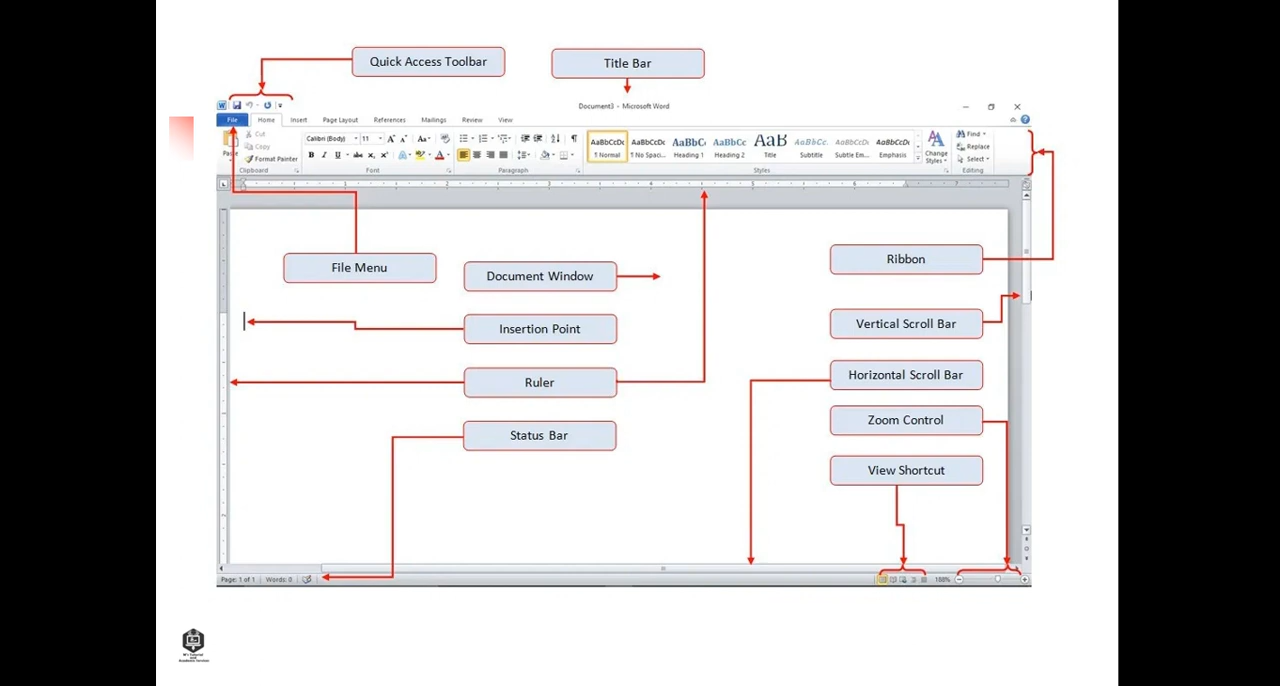 Quick Access Toolbar
Title Bar
Document3 - Microsoft Word
File Home Insert Page Layout References Mailings Review View
Paste
Cut
Copy
Format Painter
Clipboard
Calibri (Body) 11
Font
Paragraph
AaBbCcDc AaBbCcDc AaBbC AaBbCc AaB AaBbCc. AaBbCcDc AaBbCcDc
¶ Normal ¶ No Spaci... Heading 1 Heading 2 Title Subtitle Subtle Em... Emphasis
Styles
Change
Styles
Find
Replace
Select
Editing
File Menu
Document Window
Insertion Point
Ruler
Status Bar
Ribbon
Vertical Scroll Bar
Horizontal Scroll Bar
Zoom Control
View Shortcut
Page: 1 of 1 Words: 0
188%